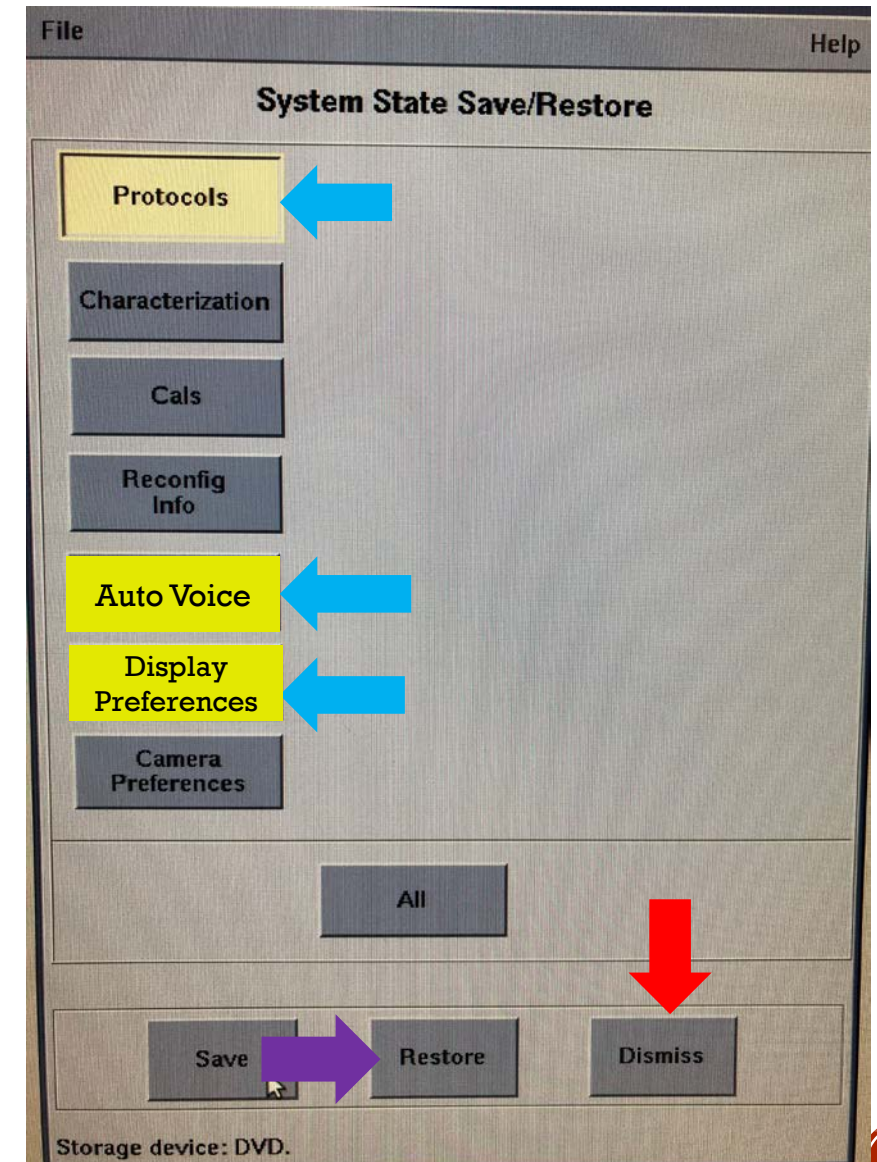 File
Help
System State Save/Restore
Protocols
Characterization
Cals
Reconfig
Info
Auto Voice
Display
Preferences
Camera
Preferences
All
Save
Restore
Dismiss
Storage device: DVD.